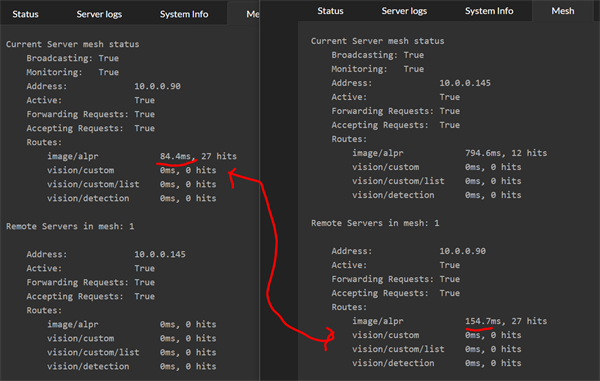 Status Server logs System Info Me
Current Server mesh status
Broadcasting: True
Monitoring: True
Address: 10.0.0.90
Active: True
Forwarding Requests: True
Accepting Requests: True
Routes:
image/alpr 84.4ms, 27 hits
vision/custom 0ms, 0 hits
vision/custom/list 0ms, 0 hits
vision/detection 0ms, 0 hits
Remote Servers in mesh: 1
Address: 10.0.0.145
Active: True
Forwarding Requests: True
Accepting Requests: True
Routes:
image/alpr 0ms, 0 hits
vision/custom 0ms, 0 hits
vision/custom/list 0ms, 0 hits
vision/detection 0ms, 0 hits
Status Server logs System Info Mesh
Current Server mesh status
Broadcasting: True
Monitoring: True
Address: 10.0.0.145
Active: True
Forwarding Requests: True
Accepting Requests: True
Routes:
image/alpr 794.6ms, 12 hits
vision/custom 0ms, 0 hits
vision/custom/list 0ms, 0 hits
vision/detection 0ms, 0 hits
Remote Servers in mesh: 1
Address: 10.0.0.90
Active: True
Forwarding Requests: True
Accepting Requests: True
Routes:
image/alpr 154.7ms, 27 hits
vision/custom 0ms, 0 hits
vision/custom/list 0ms, 0 hits
vision/detection 0ms, 0 hits